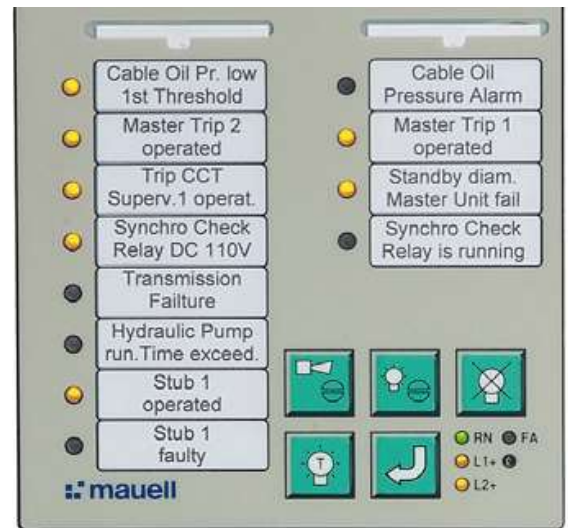 Cable Oil Pr. low
1st Threshold
Master Trip 2
operated
Trip CCT
Superv.1 operat.
Synchro Check
Relay DC 110V
Transmission
Failture
Hydraulic Pump
run.Time exceed.
Stub 1
operated
Stub 1
faulty
Cable Oil
Pressure Alarm
Master Trip 1
operated
Standby diam.
Master Unit fail
Synchro Check
Relay is running
T
RN FA
L1+
L2+
mauell